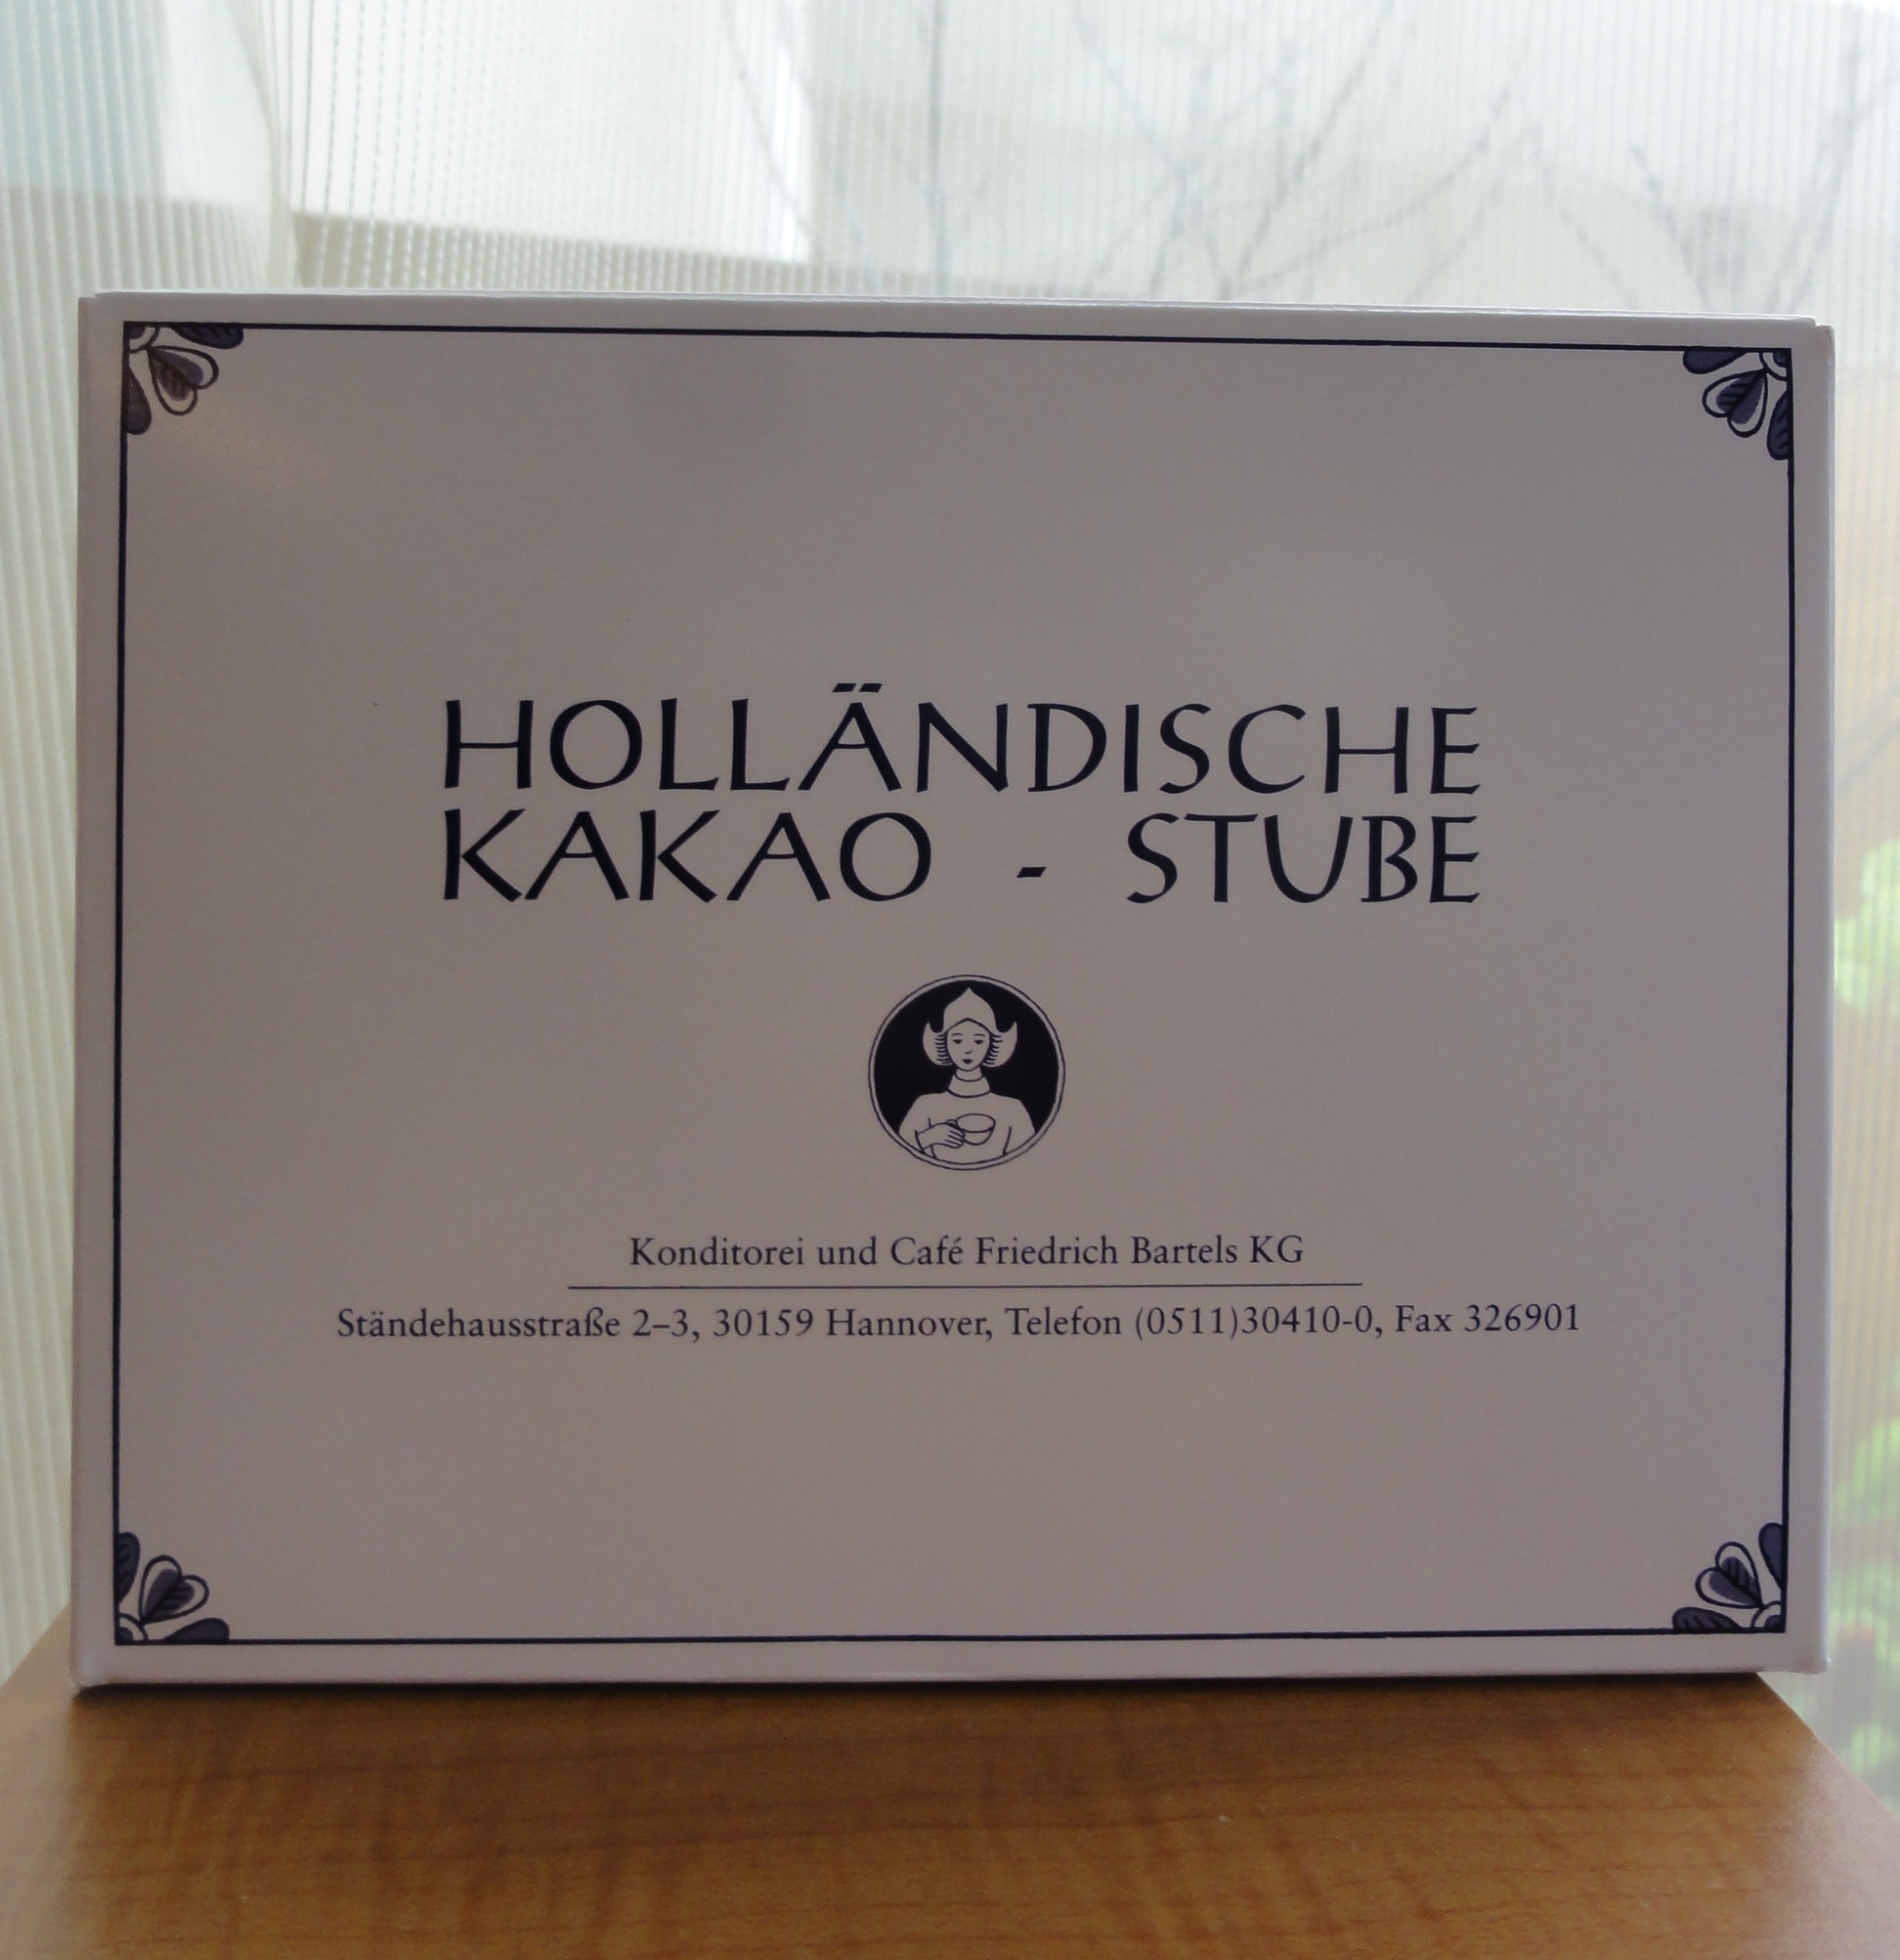 HOLLÄNDISCHE
KAKAO - STUBE
Konditorei und Café Friedrich Bartels KG
Ständehausstraße 2–3, 30159 Hannover, Telefon (0511)30410-0, Fax 326901